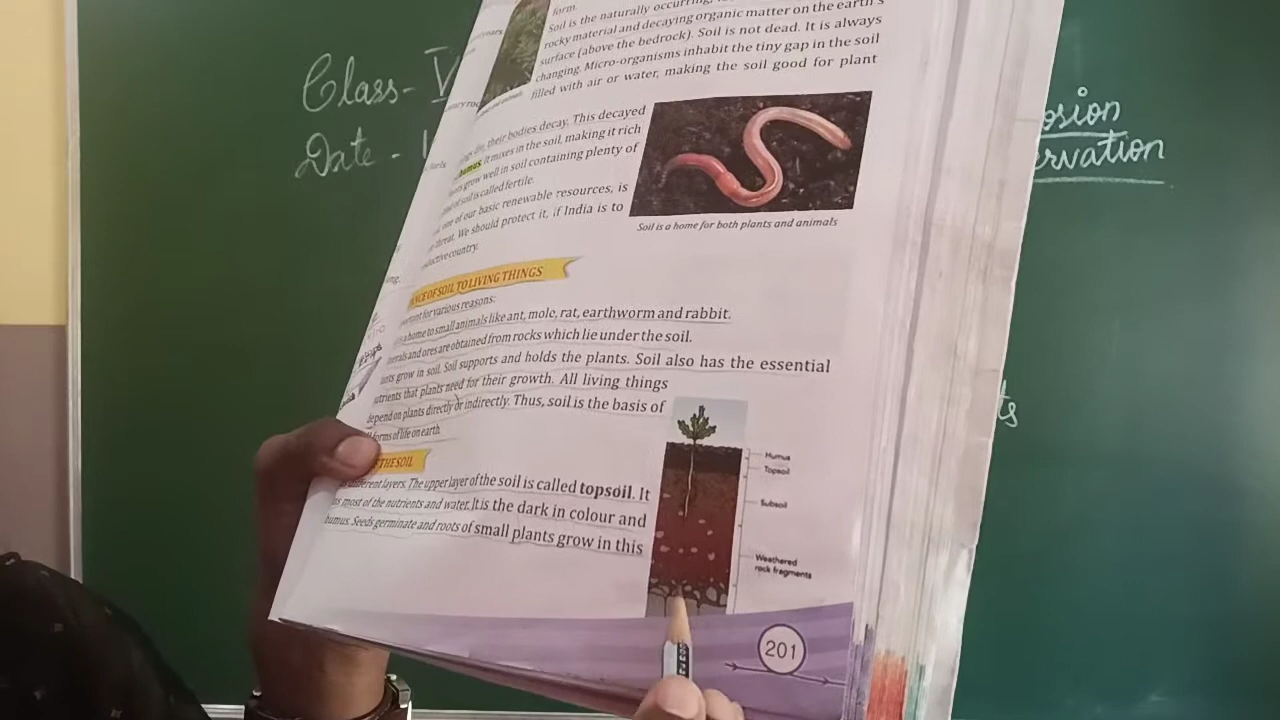 Class- V
Date -
osion
ervation
ts
form.
Soil is the naturally occurring,
rocky material and decaying organic matter on the earth's
surface (above the bedrock). Soil is not dead. It is always
changing. Micro-organisms inhabit the tiny gap in the soil
filled with air or water, making the soil good for plant
die, their bodies decay. This decayed
humus. it mixes in the soil, making it rich
grow well in soil containing plenty of
of soil is called fertile.
one of our basic renewable resources, is
threat. We should protect it, if India is to
country.
Soil is a home for both plants and animals
OF SOIL TO LIVING THINGS
for various reasons:
a home to small animals like ant, mole, rat, earthworm and rabbit.
and ores are obtained from rocks which lie under the soil.
grow in soil. Soil supports and holds the plants. Soil also has the essential
nutrients that plants need for their growth. All living things
depend on plants directly or indirectly. Thus, soil is the basis of
forms of life on earth.
THE SOIL
different layers. The upper layer of the soil is called topsoil. It
most of the nutrients and water. It is the dark in colour and
humus. Seeds germinate and roots of small plants grow in this
Humus
Topsoil
Subsoil
Weathered
rock fragments
201